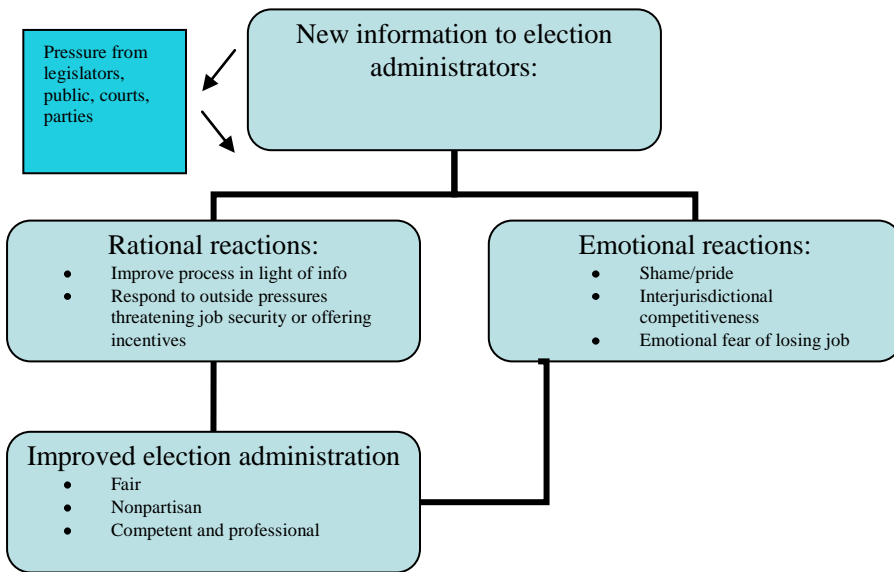 New information to election
administrators:
Pressure from
legislators,
public, courts,
parties
Rational reactions:
• Improve process in light of info
• Respond to outside pressures
threatening job security or offering
incentives
Emotional reactions:
• Shame/pride
• Interjurisdictional
competitiveness
• Emotional fear of losing job
Improved election administration
• Fair
• Nonpartisan
• Competent and professional